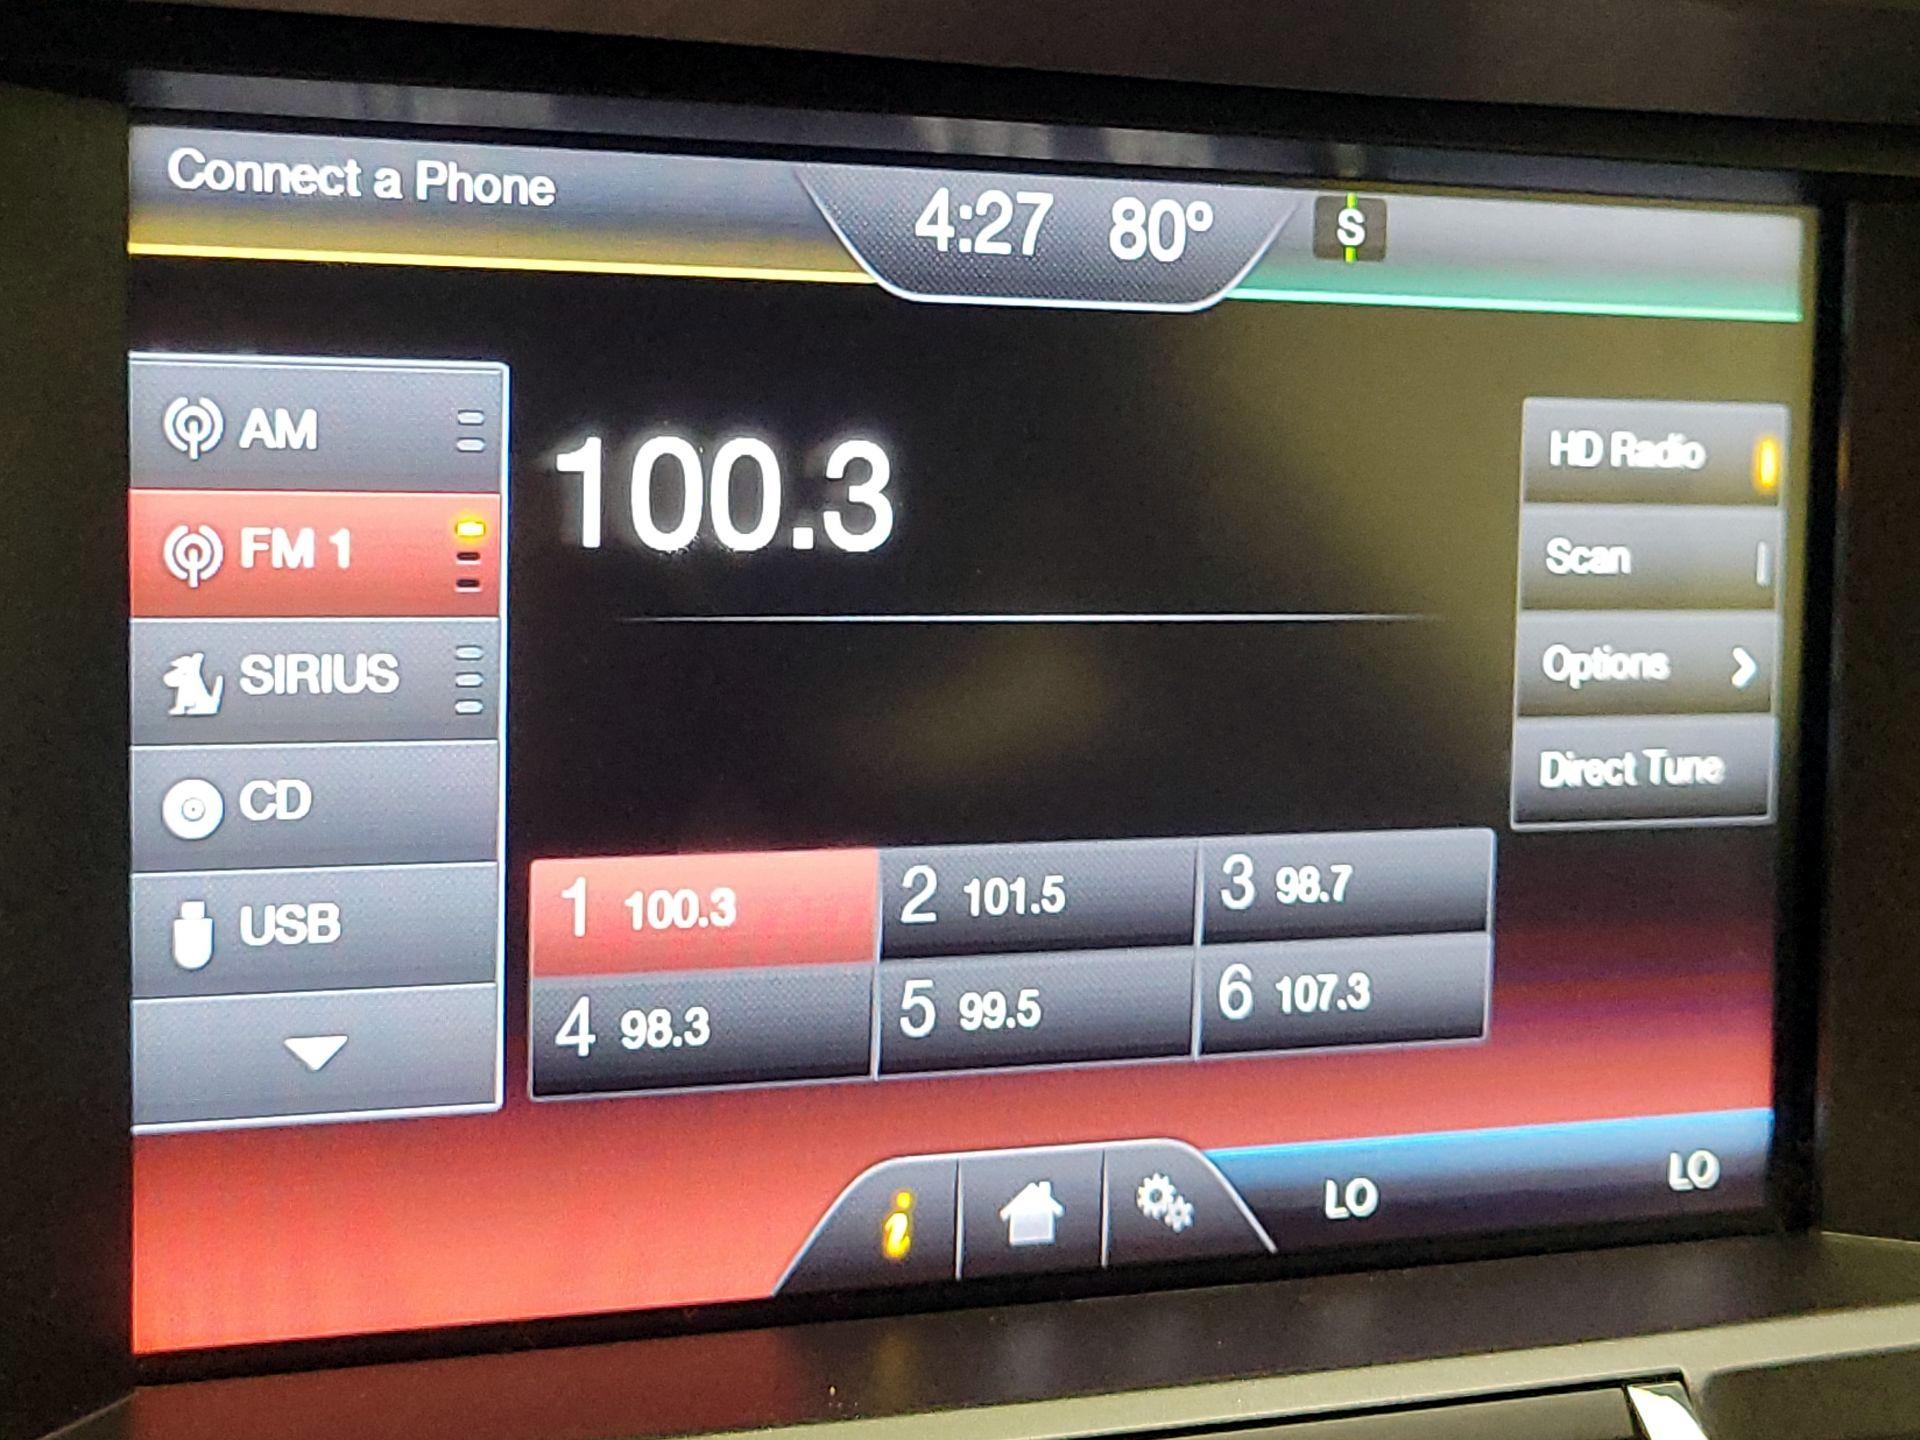 Connect a Phone
4:27 80°
S
AM
FM 1
SIRIUS
CD
USB
100.3
HD Radio
Scan
Options
Direct Tune
1 100.3
2 101.5
3 98.7
4 98.3
5 99.5
6 107.3
i
LO
LO